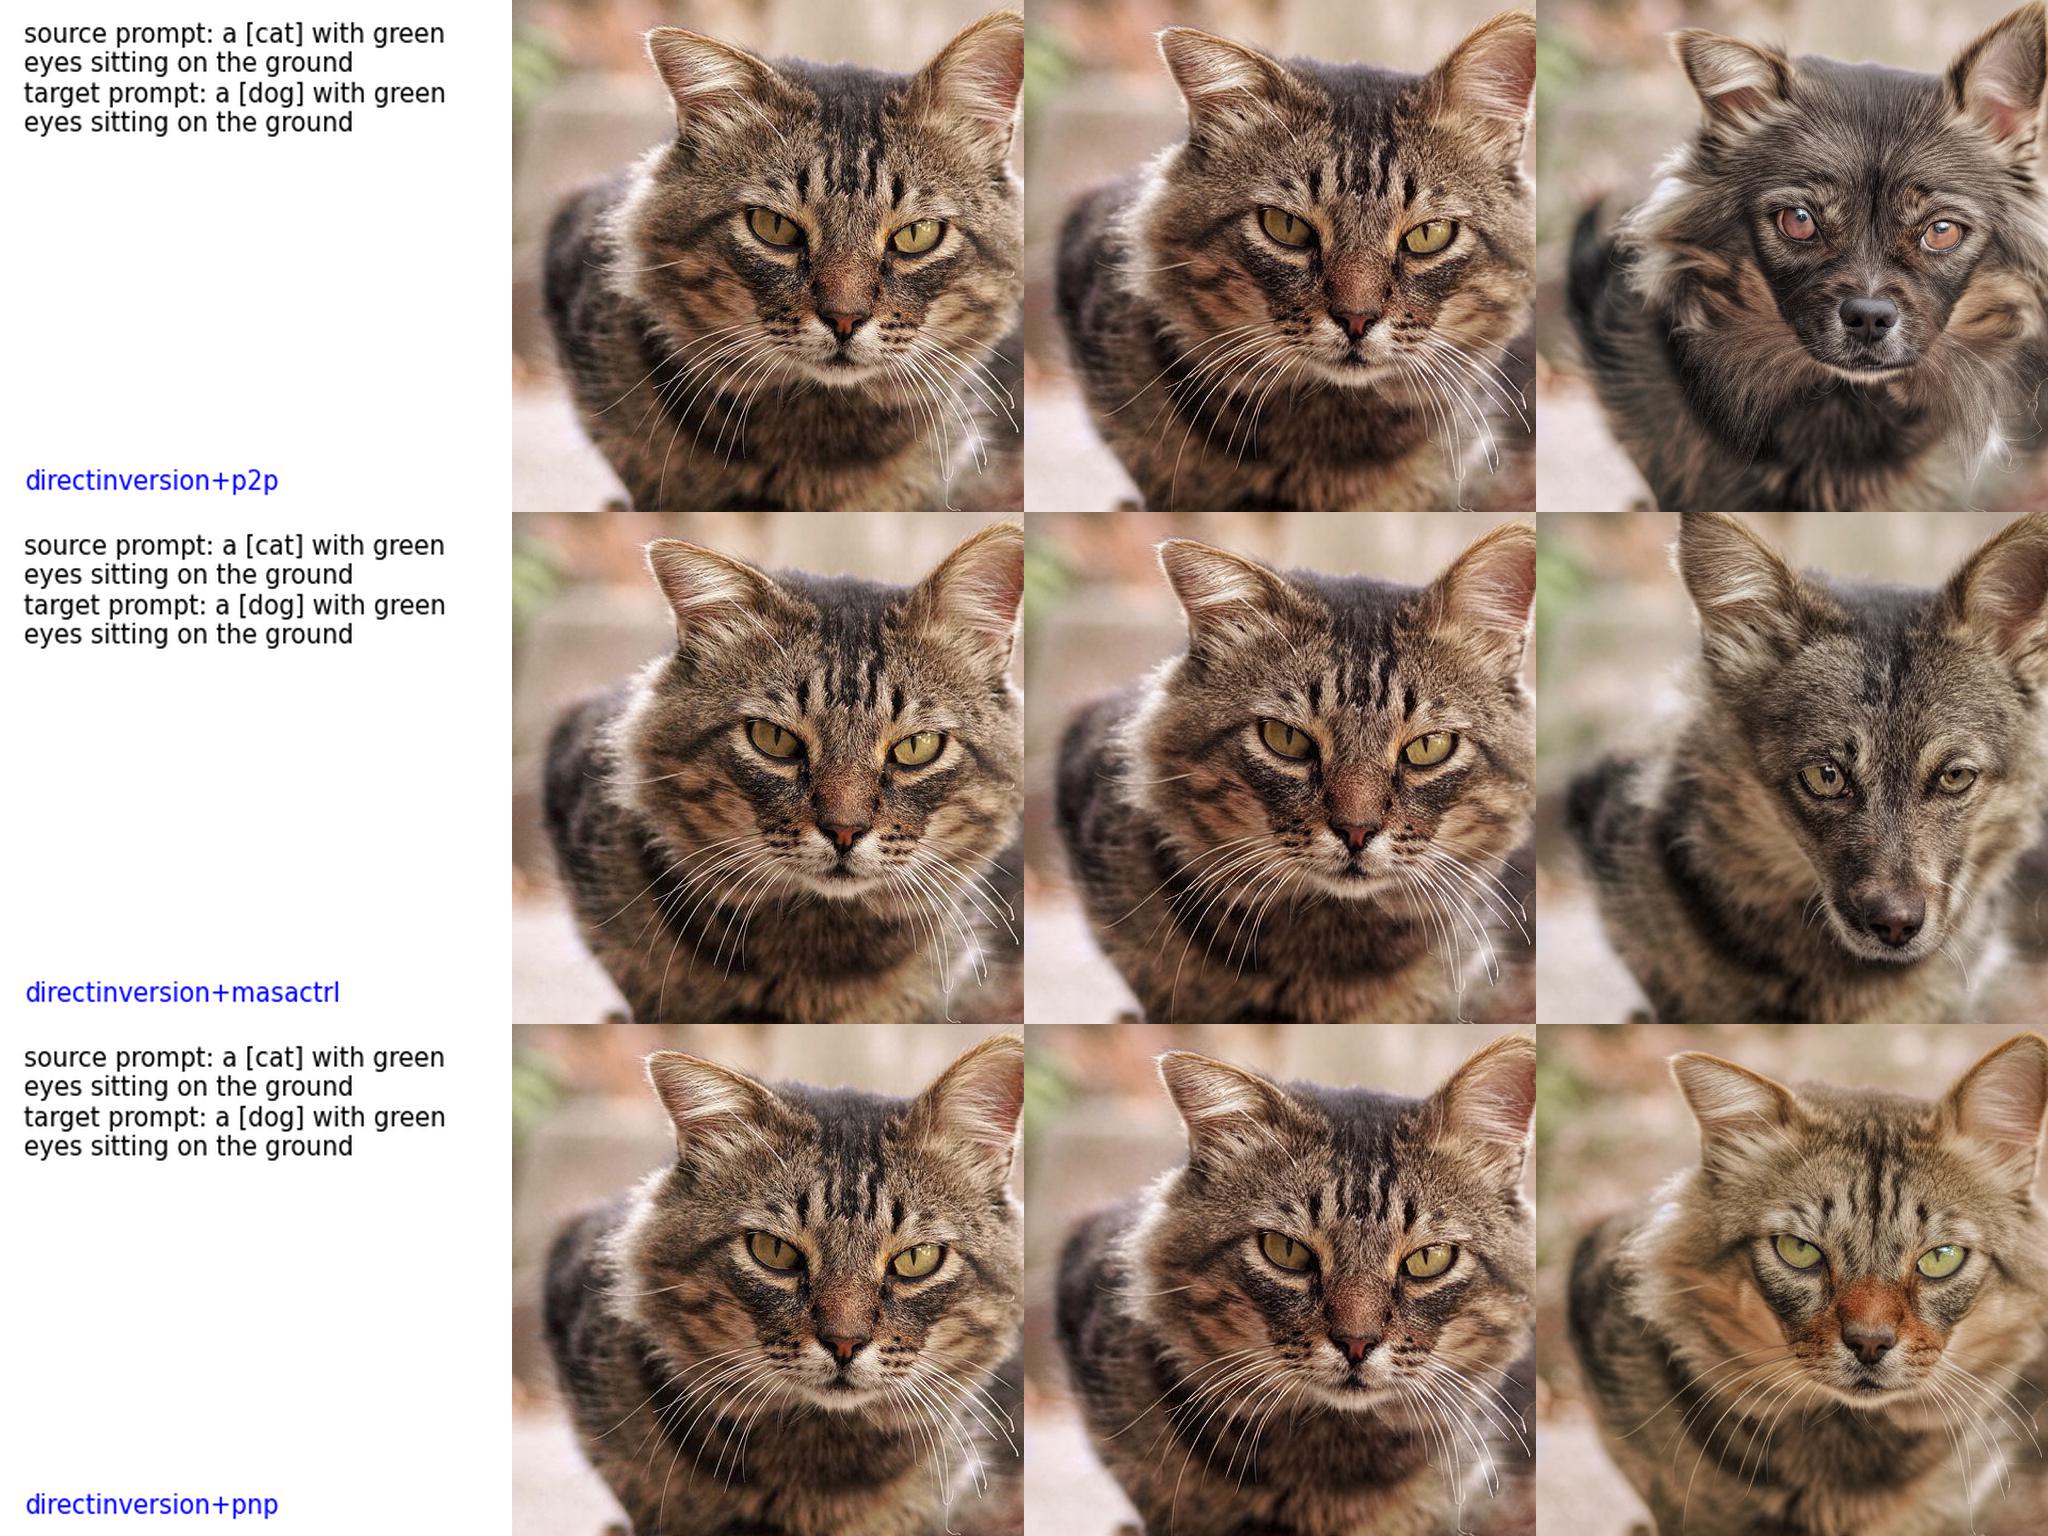 source prompt: a [cat] with green
eyes sitting on the ground
target prompt: a [dog] with green
eyes sitting on the ground
directinversion+p2p
source prompt: a [cat] with green
eyes sitting on the ground
target prompt: a [dog] with green
eyes sitting on the ground
directinversion+masactrl
source prompt: a [cat] with green
eyes sitting on the ground
target prompt: a [dog] with green
eyes sitting on the ground
directinversion+pnp